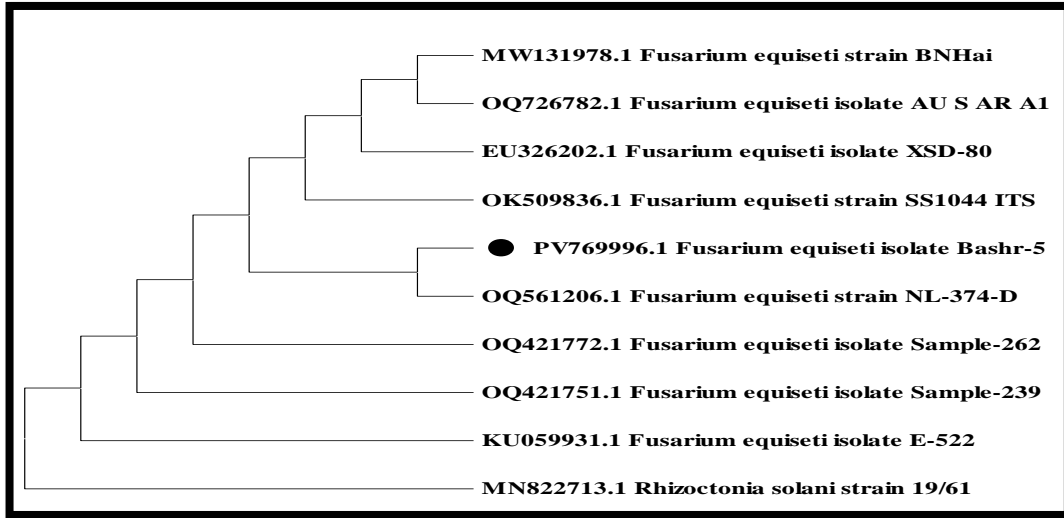 MW131978.1 Fusarium equiseti strain BNHai
OQ726782.1 Fusarium equiseti isolate AU S AR A1
EU326202.1 Fusarium equiseti isolate XSD-80
OK509836.1 Fusarium equiseti strain SS1044 ITS
PV769996.1 Fusarium equiseti isolate Bashr-5
OQ561206.1 Fusarium equiseti strain NL-374-D
OQ421772.1 Fusarium equiseti isolate Sample-262
OQ421751.1 Fusarium equiseti isolate Sample-239
KU059931.1 Fusarium equiseti isolate E-522
MN822713.1 Rhizoctonia solani strain 19/61